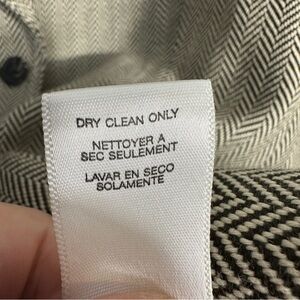 DRY CLEAN ONLY
NETTOYER A
SEC SEULEMENT
LAVAR EN SECO
SOLAMENTE